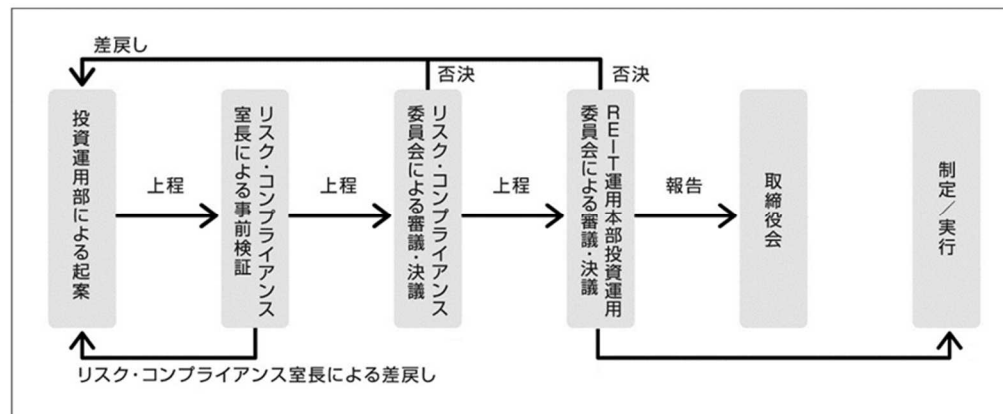 差戻し
否決
否決
投資運用部による起案
上程
リスク・コンプライアンス
室長による事前検証
上程
リスク・コンプライアンス
委員会による審議・決議
上程
REIT運用本部投資運用
委員会による審議・決議
報告
取締役会
制定／実行
リスク・コンプライアンス室長による差戻し